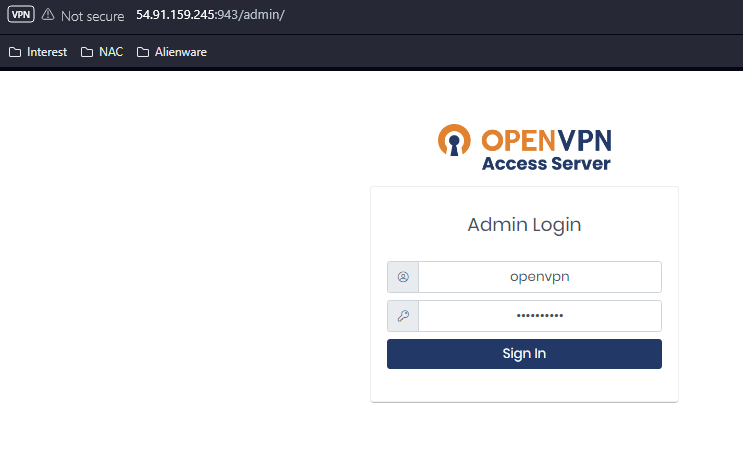 VPN Not secure 54.91.159.245:943/admin/
Interest NAC Alienware
OPENVPN
Access Server
Admin Login
openvpn
••••••••••
Sign In